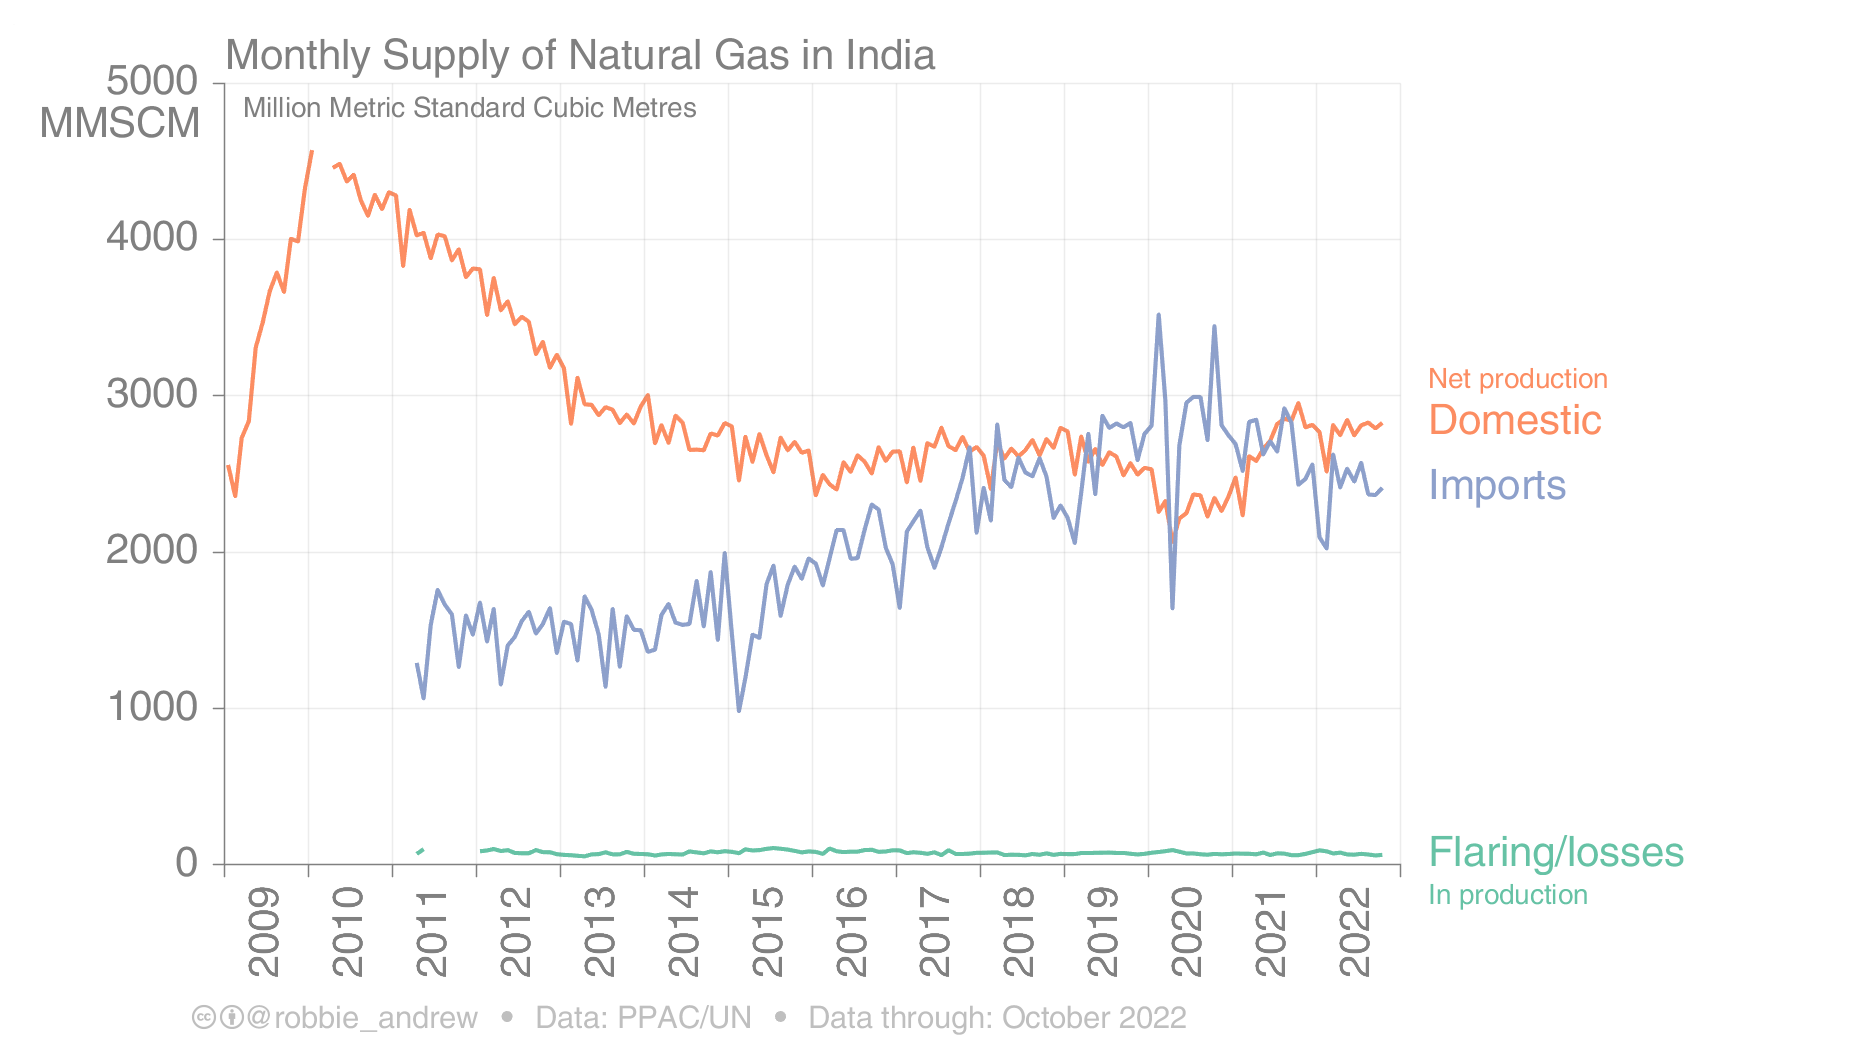 Monthly Supply of Natural Gas in India
5000
MMSCM
Million Metric Standard Cubic Metres
4000
3000
2000
1000
0
Net production
Domestic
Imports
Flaring/losses
In production
2009
2010
2011
2012
2013
2014
2015
2016
2017
2018
2019
2020
2021
2022
cc @robbie_andrew • Data: PPAC/UN • Data through: October 2022